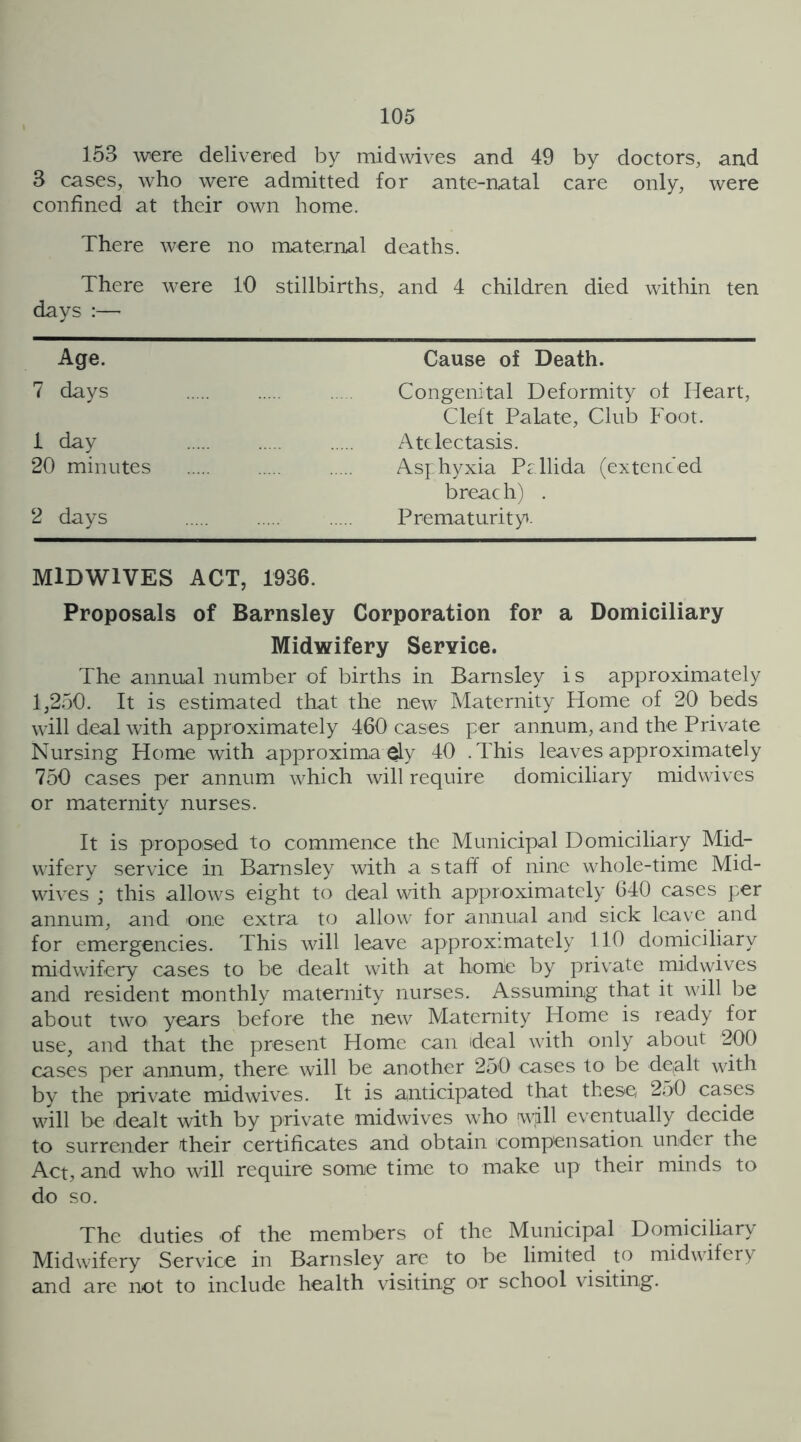 105
153 were delivered by midwives and 49 by doctors, and
3 cases, who were admitted for ante-natal care only, were
confined at their own home.
There were no maternal deaths.
There were 10 stillbirths, and 4 children died within ten
days :—
Age. Cause of Death.
7 days ..... ..... ..... Congenital Deformity of Heart,
Cleft Palate, Club Foot.
1 day ..... ..... ..... Atelectasis.
20 minutes ..... ..... ..... Asphyxia Pallida (extended
breach) .
2 days ..... ..... ..... Prematurity.
MIDWIVES ACT, 1936.
Proposals of Barnsley Corporation for a Domiciliary
Midwifery Service.
The annual number of births in Barnsley is approximately
1,250. It is estimated that the new Maternity Home of 20 beds
will deal with approximately 460 cases per annum, and the Private
Nursing Home with approximately 40 . This leaves approximately
750 cases per annum which will require domiciliary midwives
or maternity nurses.
It is proposed to commence the Municipal Domiciliary Mid-
wifery service in Barnsley with a staff of nine whole-time Mid-
wives ; this allows eight to deal with approximately 640 cases per
annum, and one extra to allow for annual and sick leave and
for emergencies. This will leave approximately 110 domiciliary
midwifery cases to be dealt with at home by private midwives
and resident monthly maternity nurses. Assuming that it will be
about two years before the new Maternity Home is ready for
use, and that the present Home can deal with only about 200
cases per annum, there will be another 250 cases to be dealt with
by the private midwives. It is anticipated that these 250 cases
will be dealt with by private midwives who will eventually decide
to surrender their certificates and obtain compensation under the
Act, and who will require some time to make up their minds to
do so.
The duties of the members of the Municipal Domiciliary
Midwifery Service in Barnsley are to be limited to midwifery
and are not to include health visiting or school visiting.